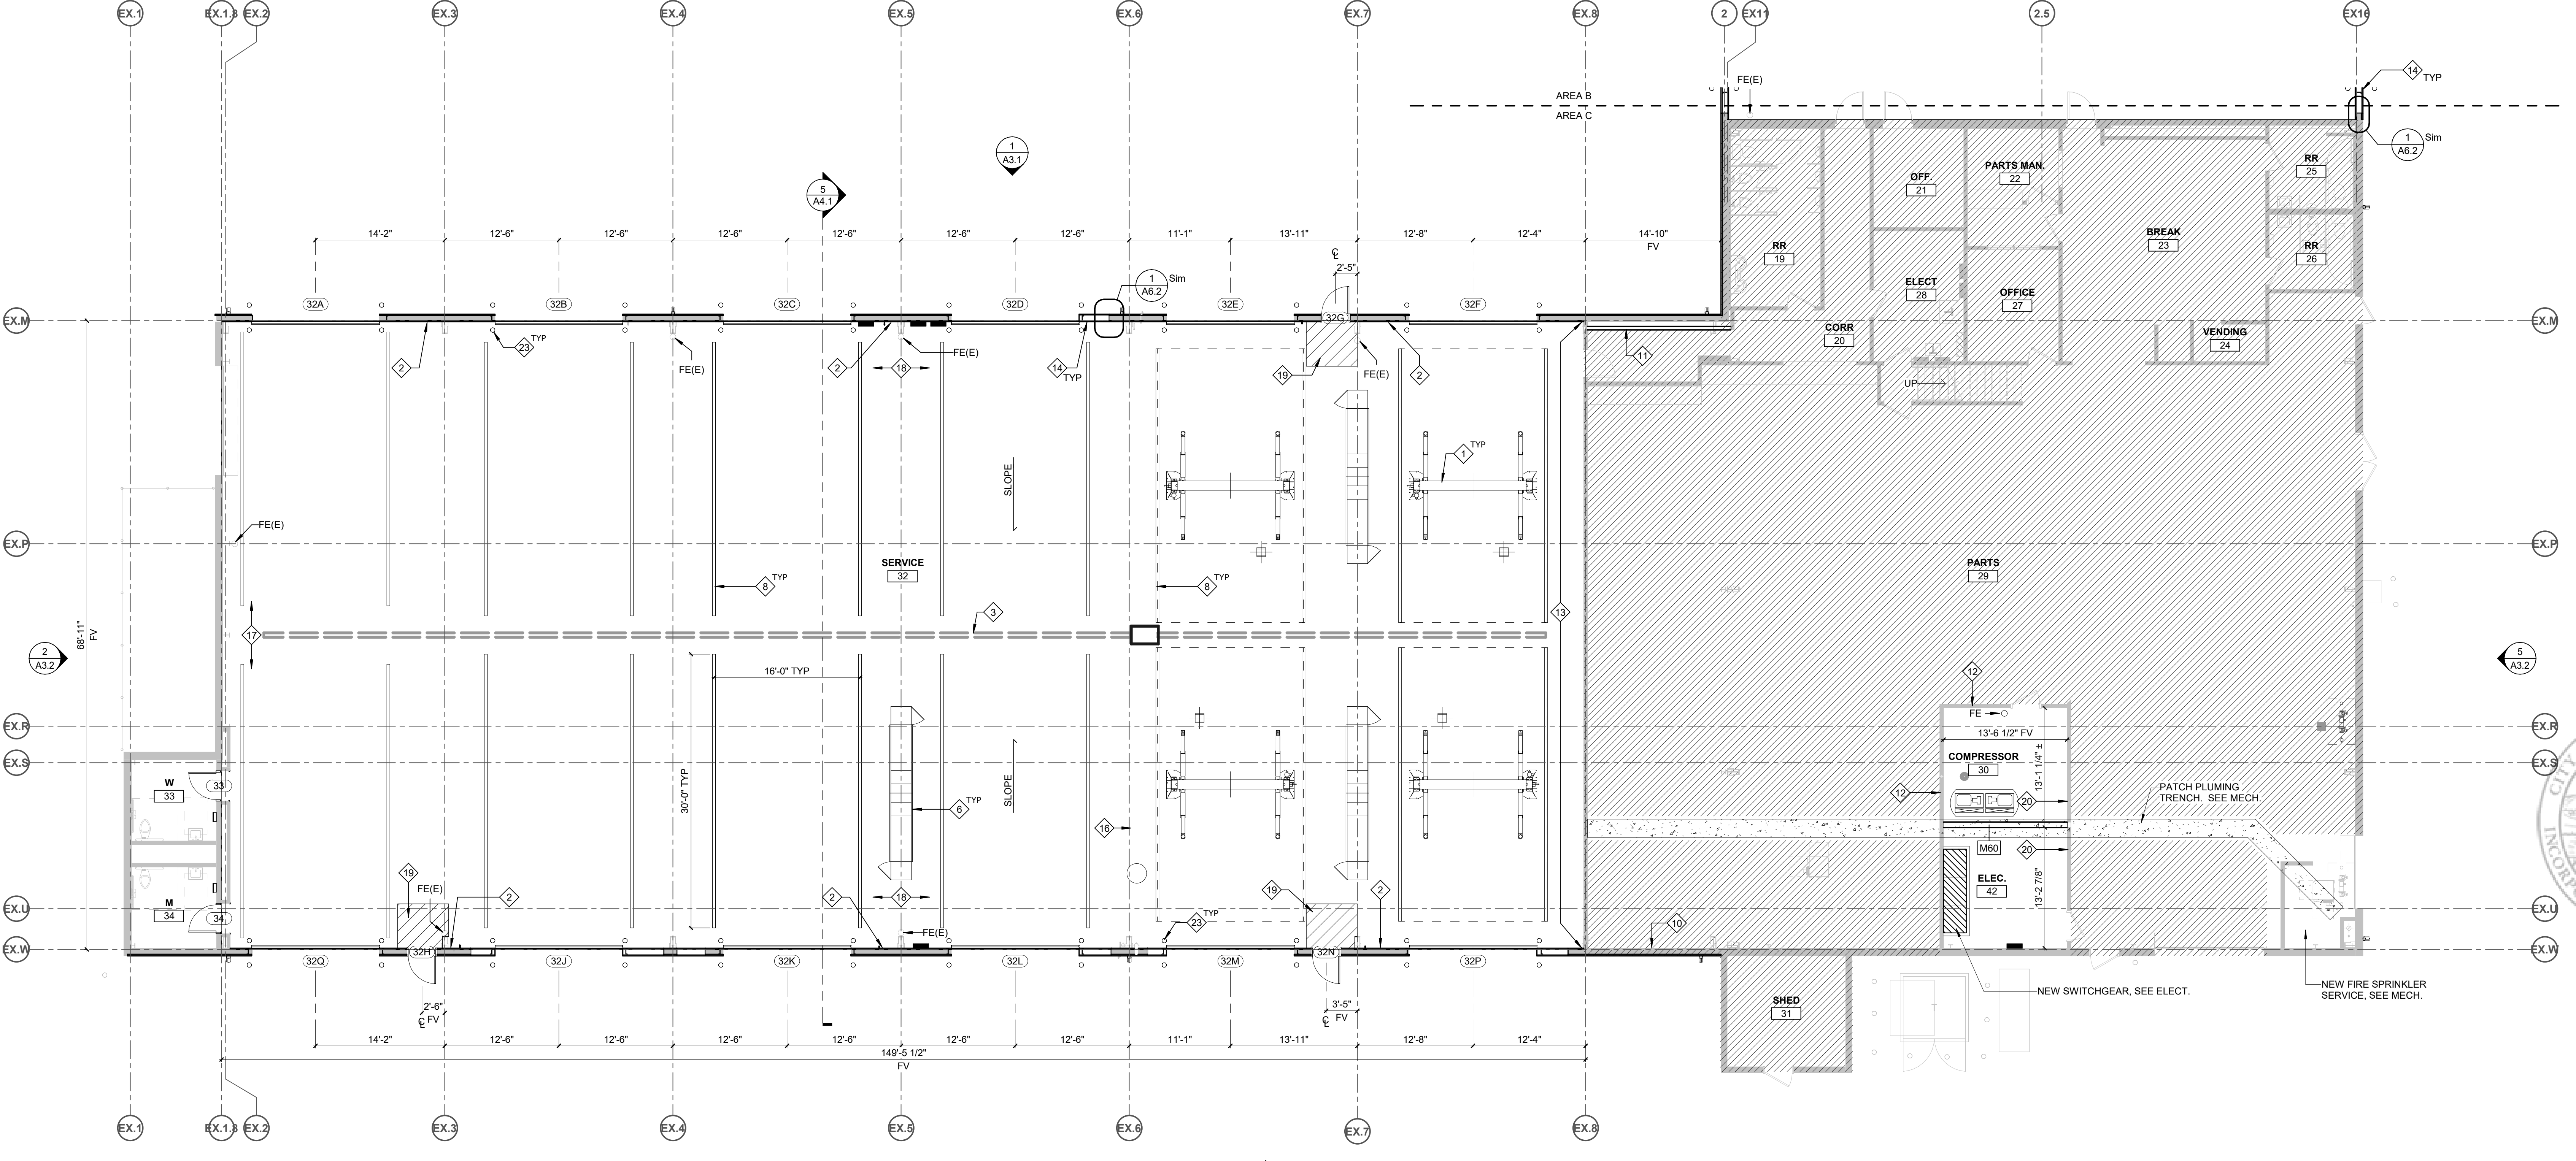 EX.1
EX.1.8
EX.2
EX.3
EX.4
EX.5
EX.6
EX.7
EX.8
2
EX11
2.5
EX16
14 TYP
FE(E)
AREA B
AREA C
1 Sim
A6.2
1
A3.1
5
A4.1
PARTS MAN.
22
OFF.
21
RR
25
BREAK
23
RR
19
RR
26
14'-2"
12'-6"
12'-6"
12'-6"
12'-6"
12'-6"
12'-6"
11'-1"
13'-11"
12'-8"
12'-4"
14'-10"
FV
2'-5"
1 Sim
A6.2
32A
32B
32C
32D
32E
32G
32F
ELECT
28
OFFICE
27
EX.M
EX.M
CORR
20
VENDING
24
2
23 TYP
FE(E)
2
18
FE(E)
14
TYP
19
FE(E)
2
11
UP
1 TYP
SLOPE
FE(E)
EX.P
EX.P
SERVICE
32
PARTS
29
8 TYP
8 TYP
3
13
17
68'-11"
FV
2
A3.2
5
A3.2
16'-0" TYP
12
FE
13'-6 1/2" FV
EX.R
EX.R
EX.S
EX.S
COMPRESSOR
30
13'-1 1/4" ±
W
33
33
30'-0" TYP
6 TYP
SLOPE
16
12
20
PATCH PLUMING
TRENCH. SEE MECH.
M60
20
ELEC.
42
13'-2 7/8"
19
FE(E)
2
2
18
FE(E)
23 TYP
19
2
10
M
34
34
EX.U
EX.U
EX.W
EX.W
32Q
32H
32J
32K
32L
32M
32N
32P
2'-6"
FV
3'-5"
FV
SHED
31
NEW SWITCHGEAR, SEE ELECT.
NEW FIRE SPRINKLER
SERVICE, SEE MECH.
14'-2"
12'-6"
12'-6"
12'-6"
12'-6"
12'-6"
12'-6"
11'-1"
13'-11"
12'-8"
12'-4"
149'-5 1/2"
FV
EX.1
EX.1.8
EX.2
EX.3
EX.4
EX.5
EX.6
EX.7
EX.8